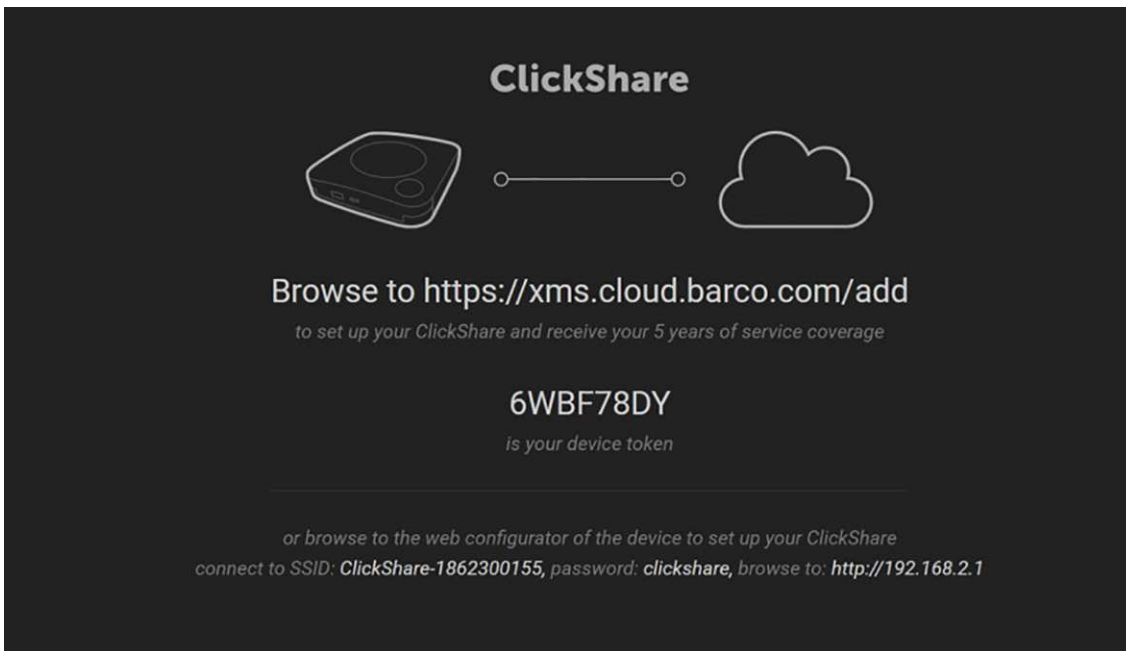 ClickShare
Browse to https://xms.cloud.barco.com/add
to set up your ClickShare and receive your 5 years of service coverage
6WBF78DY
is your device token
or browse to the web configurator of the device to set up your ClickShare
connect to SSID: ClickShare-1862300155, password: clickshare, browse to: http://192.168.2.1